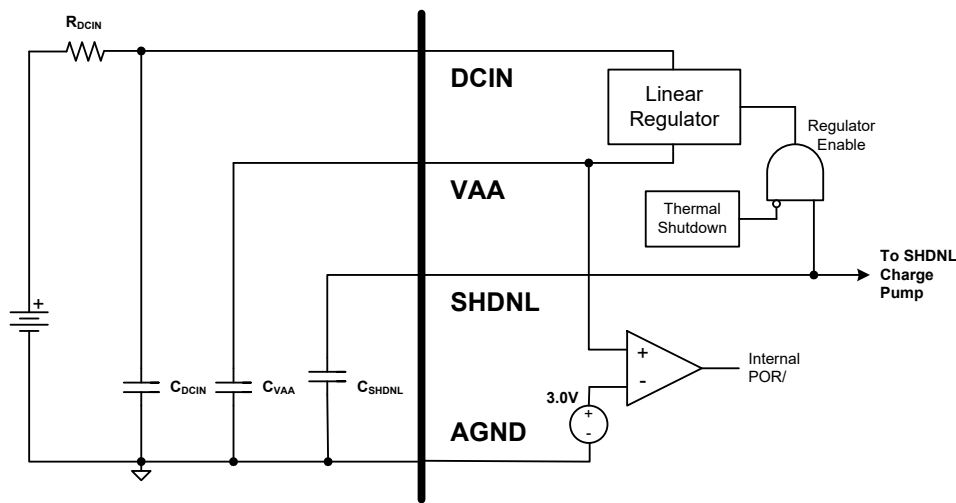 RDCIN
DCIN
Linear
Regulator
Regulator
Enable
VAA
Thermal
Shutdown
To SHDNL
Charge
Pump
SHDNL
+
CDCIN
CVAA
CSHDNL
+
-
Internal
POR/
3.0V
+
-
AGND